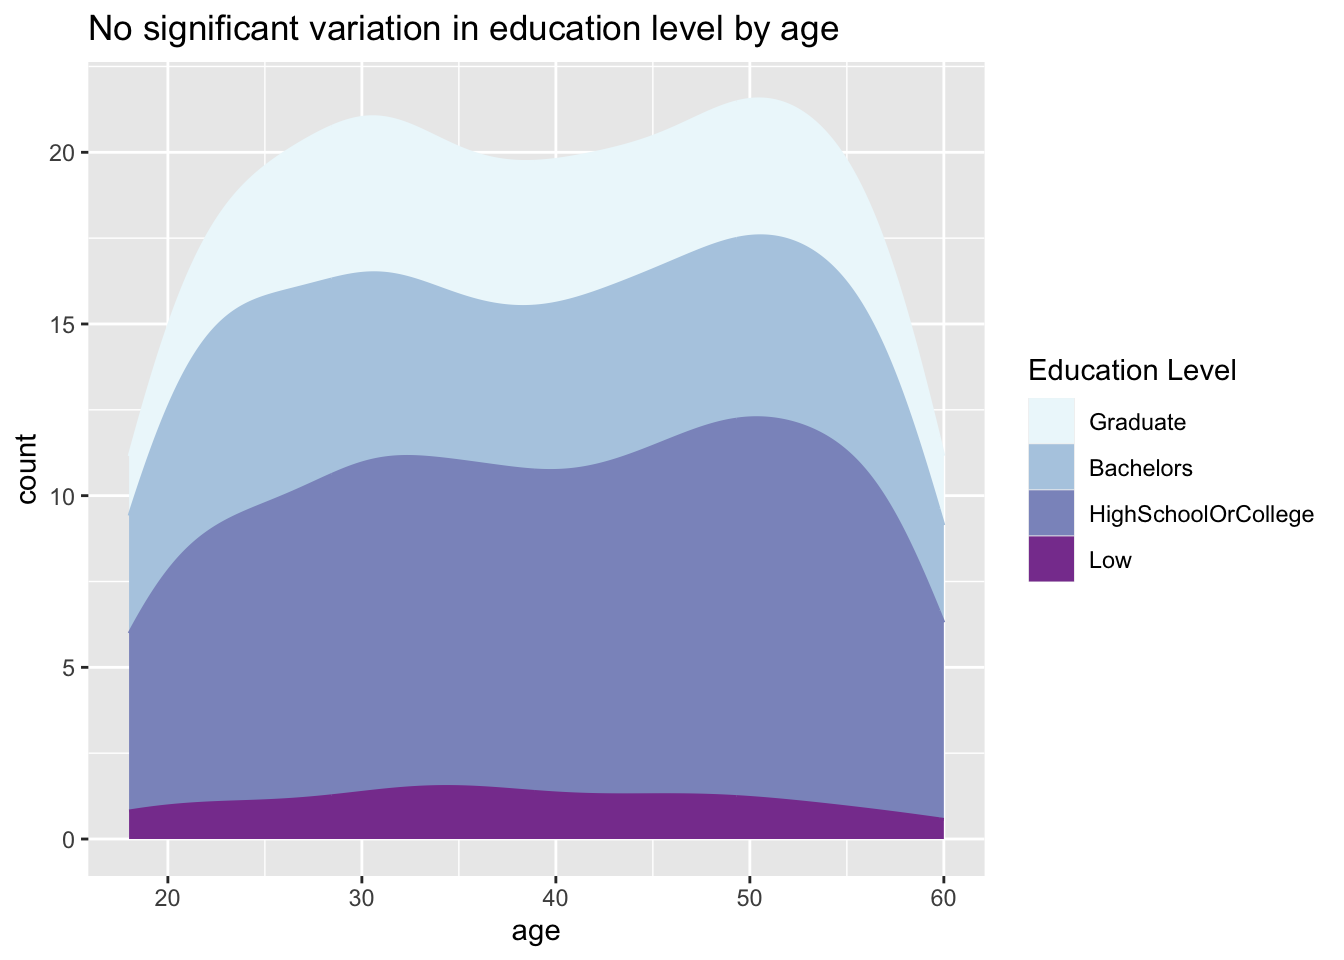 No significant variation in education level by age
count
20
15
10
5
0
20
30
40
50
60
age
Education Level
Graduate
Bachelors
HighSchoolOrCollege
Low